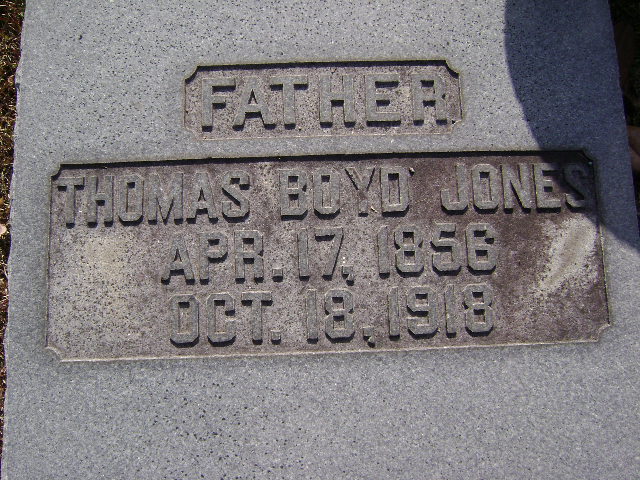 FATHER
THOMAS BOYD JONES
APR. 17, 1856
OCT. 18, 1918